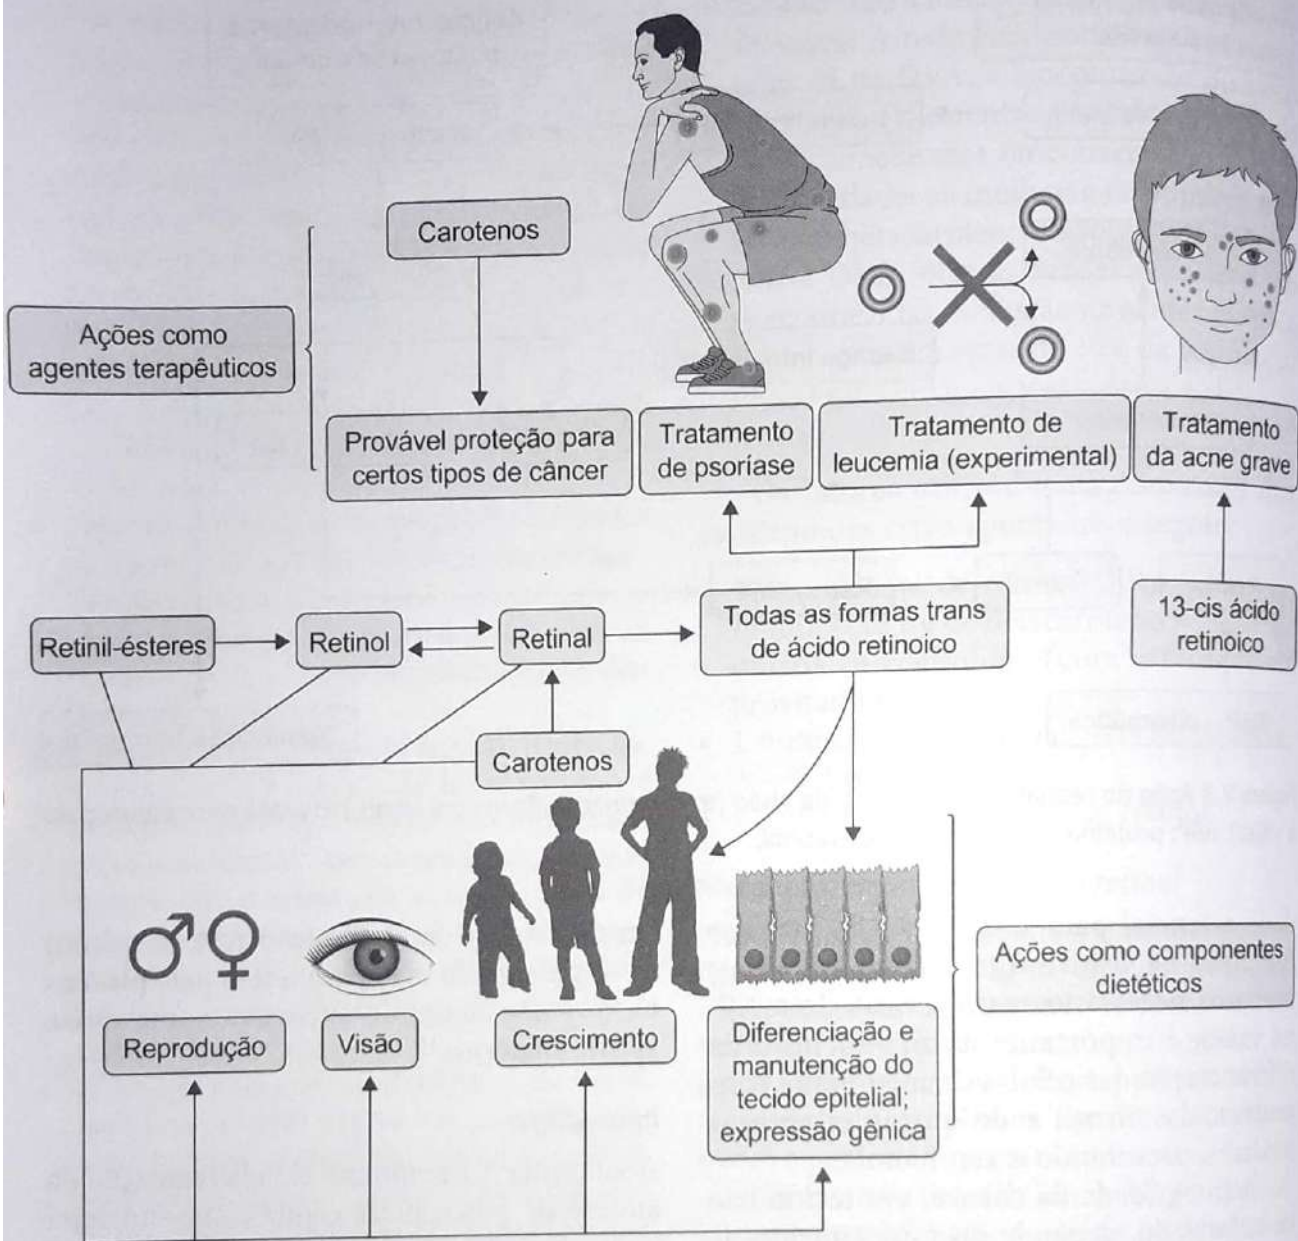 Carotenos
Ações como
agentes terapêuticos
Provável proteção para
certos tipos de câncer
Tratamento
de psoríase
Tratamento de
leucemia (experimental)
Tratamento
da acne grave
Retinil-ésteres
Retinol
Retinal
Todas as formas trans
de ácido retinoico
13-cis ácido
retinoico
Carotenos
Reprodução
Visão
Crescimento
Diferenciação e
manutenção do
tecido epitelial;
expressão gênica
Ações como componentes
dietéticos